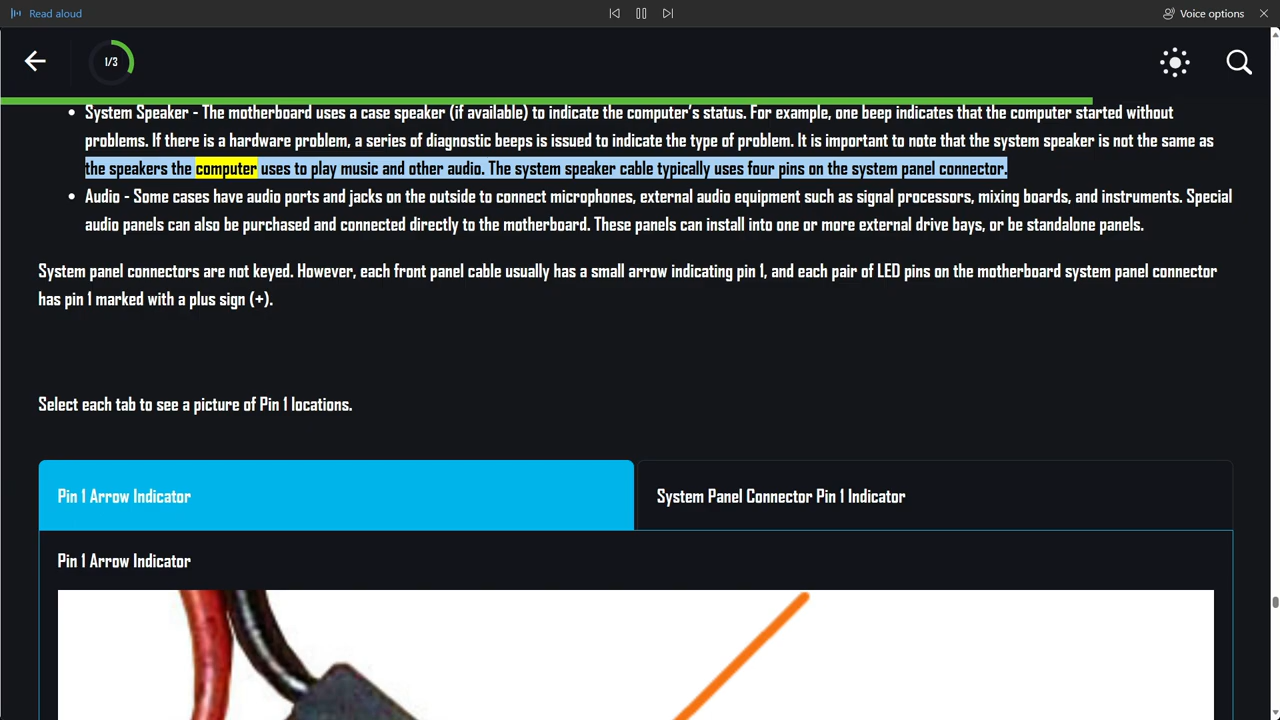 Read aloud
Voice options
1/3
System Speaker - The motherboard uses a case speaker (if available) to indicate the computer's status. For example, one beep indicates that the computer started without
problems. If there is a hardware problem, a series of diagnostic beeps is issued to indicate the type of problem. It is important to note that the system speaker is not the same as
the speakers the computer uses to play music and other audio. The system speaker cable typically uses four pins on the system panel connector.
Audio - Some cases have audio ports and jacks on the outside to connect microphones, external audio equipment such as signal processors, mixing boards, and instruments. Special
audio panels can also be purchased and connected directly to the motherboard. These panels can install into one or more external drive bays, or be standalone panels.
System panel connectors are not keyed. However, each front panel cable usually has a small arrow indicating pin 1, and each pair of LED pins on the motherboard system panel connector
has pin 1 marked with a plus sign (+).
Select each tab to see a picture of Pin 1 locations.
Pin 1 Arrow Indicator
System Panel Connector Pin 1 Indicator
Pin 1 Arrow Indicator